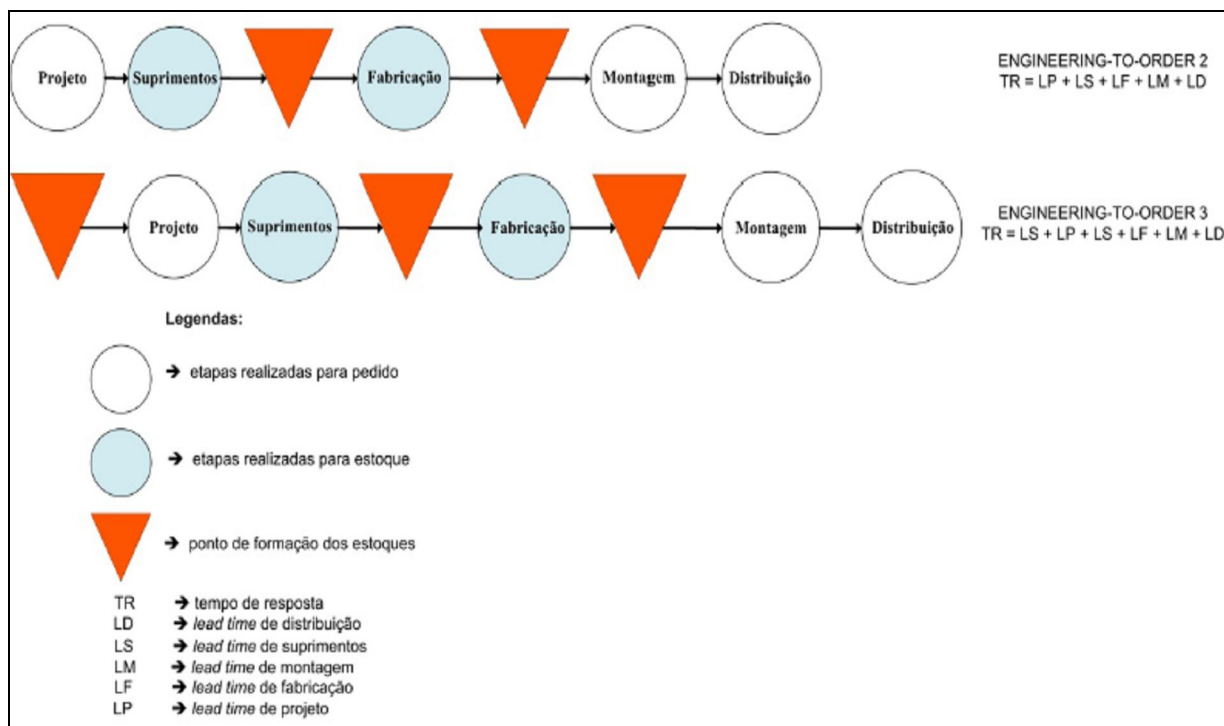 Projeto
Suprimentos
Fabricação
Montagem
Distribuição
ENGINEERING-TO-ORDER 2
TR = LP + LS + LF + LM + LD
Projeto
Suprimentos
Fabricação
Montagem
Distribuição
ENGINEERING-TO-ORDER 3
TR = LS + LP + LS + LF + LM + LD
Legendas:
➔ etapas realizadas para pedido
➔ etapas realizadas para estoque
➔ ponto de formação dos estoques
TR ➔ tempo de resposta
LD ➔ lead time de distribuição
LS ➔ lead time de suprimentos
LM ➔ lead time de montagem
LF ➔ lead time de fabricação
LP ➔ lead time de projeto